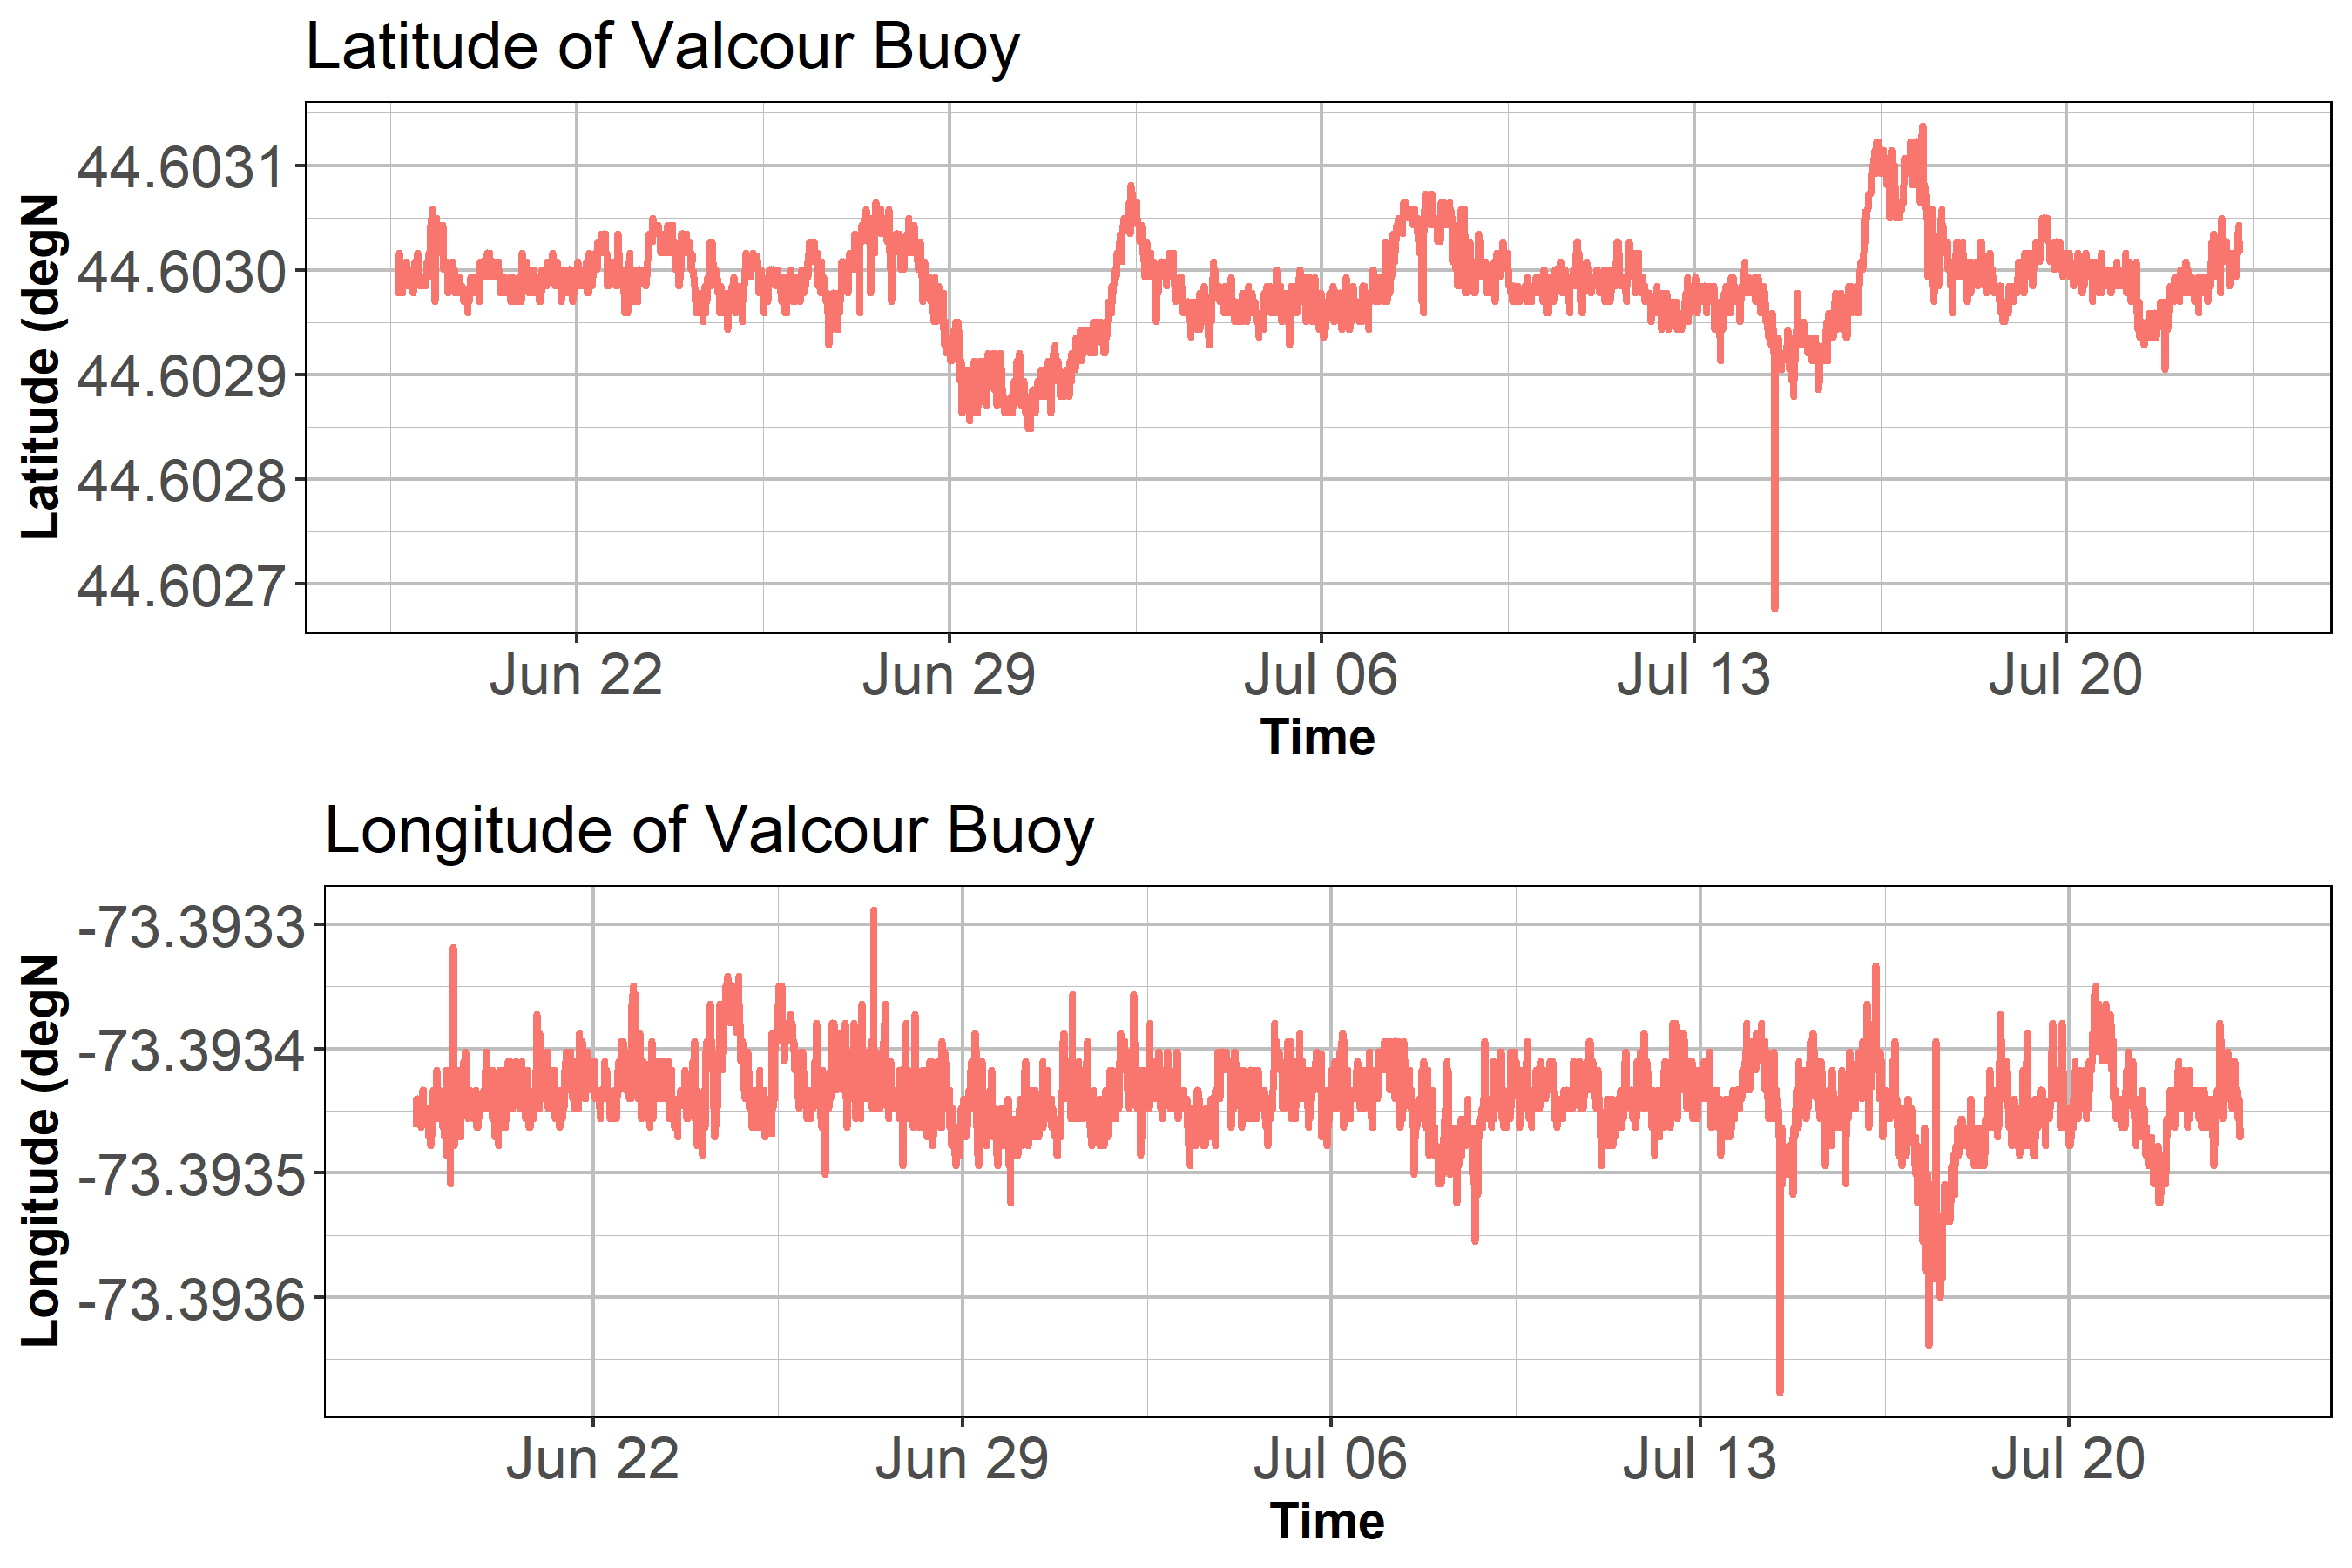 Latitude of Valcour Buoy
Latitude (degN
44.6031
44.6030
44.6029
44.6028
44.6027
Jun 22 Jun 29 Jul 06 Jul 13 Jul 20
Time
Longitude of Valcour Buoy
Longitude (degN
-73.3933
-73.3934
-73.3935
-73.3936
Jun 22 Jun 29 Jul 06 Jul 13 Jul 20
Time